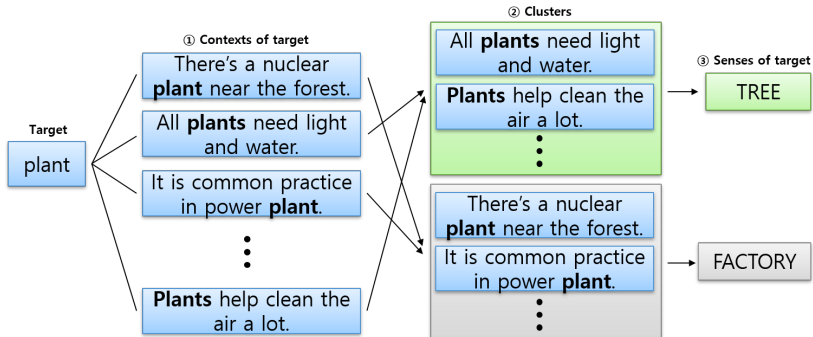 Target
plant
① Contexts of target
There's a nuclear
plant near the forest.
All plants need light
and water.
It is common practice
in power plant.
Plants help clean the
air a lot.
② Clusters
All plants need light
and water.
Plants help clean the
air a lot.
There's a nuclear
plant near the forest.
It is common practice
in power plant.
③ Senses of target
TREE
FACTORY